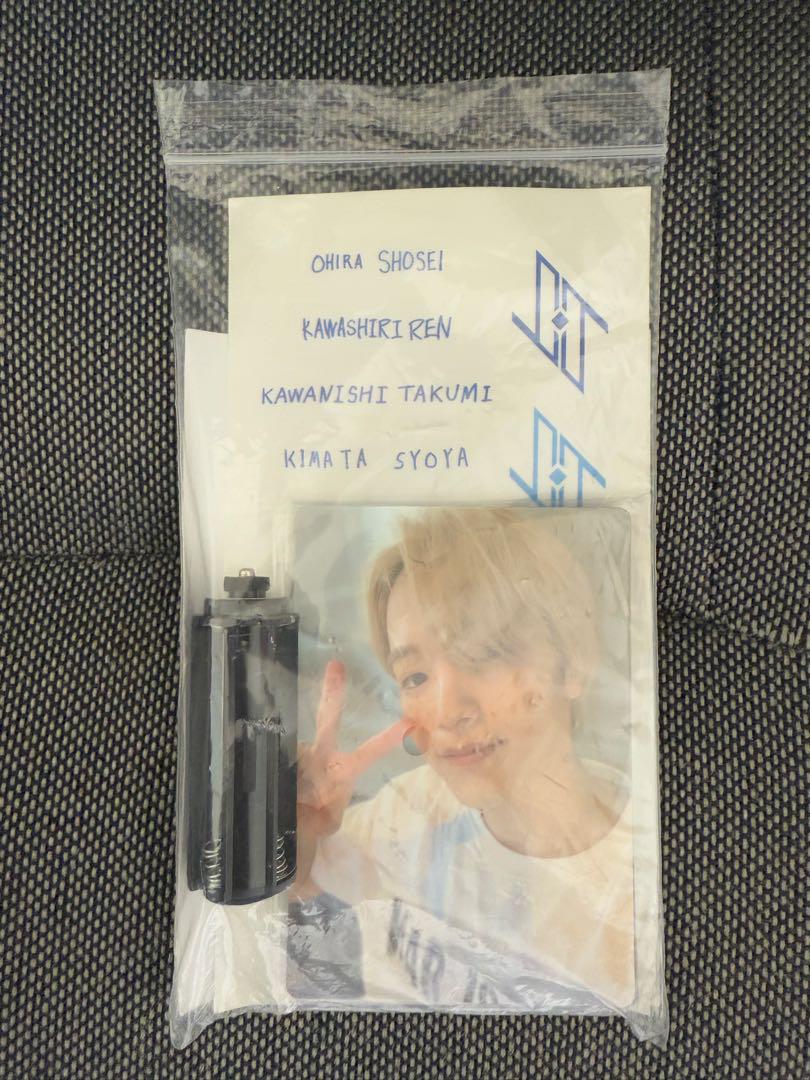 OHIRA SHOSEI
KAWASHIRI REN
KAWANISHI TAKUMI
KIMATA SYOYA